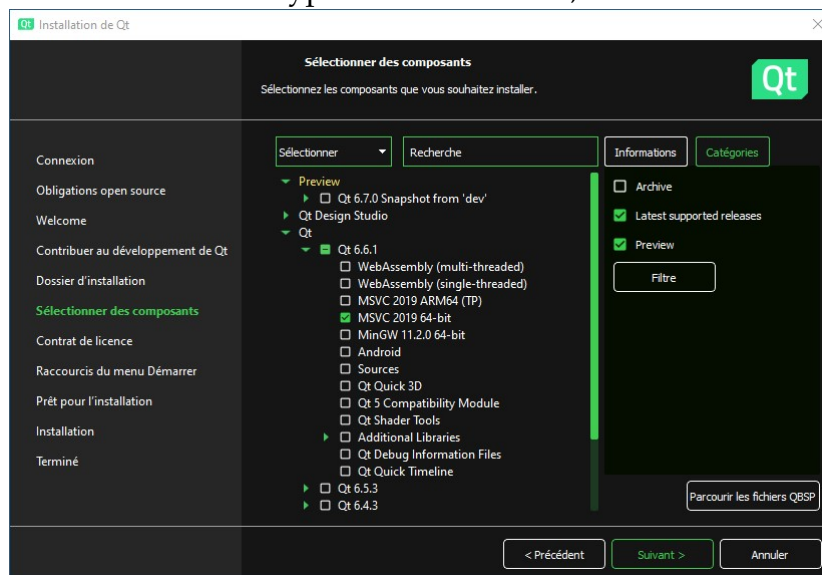 Installation de Qt
Sélectionner des composants
Sélectionnez les composants que vous souhaitez installer.
Qt
Connexion
Obligations open source
Welcome
Contribuer au développement de Qt
Dossier d'installation
Sélectionner des composants
Contrat de licence
Raccourcis du menu Démarrer
Prêt pour l'installation
Installation
Terminé
Sélectionner
Recherche
Preview
Qt 6.7.0 Snapshot from 'dev'
Qt Design Studio
Qt
Qt 6.6.1
WebAssembly (multi-threaded)
WebAssembly (single-threaded)
MSVC 2019 ARM64 (TP)
MSVC 2019 64-bit
MinGW 11.2.0 64-bit
Android
Sources
Qt Quick 3D
Qt 5 Compatibility Module
Qt Shader Tools
Additional Libraries
Qt Debug Information Files
Qt Quick Timeline
Qt 6.5.3
Qt 6.4.3
Informations
Catégories
Archive
Latest supported releases
Preview
Filtre
Parcourir les fichiers QBSP
< Précédent
Suivant >
Annuler